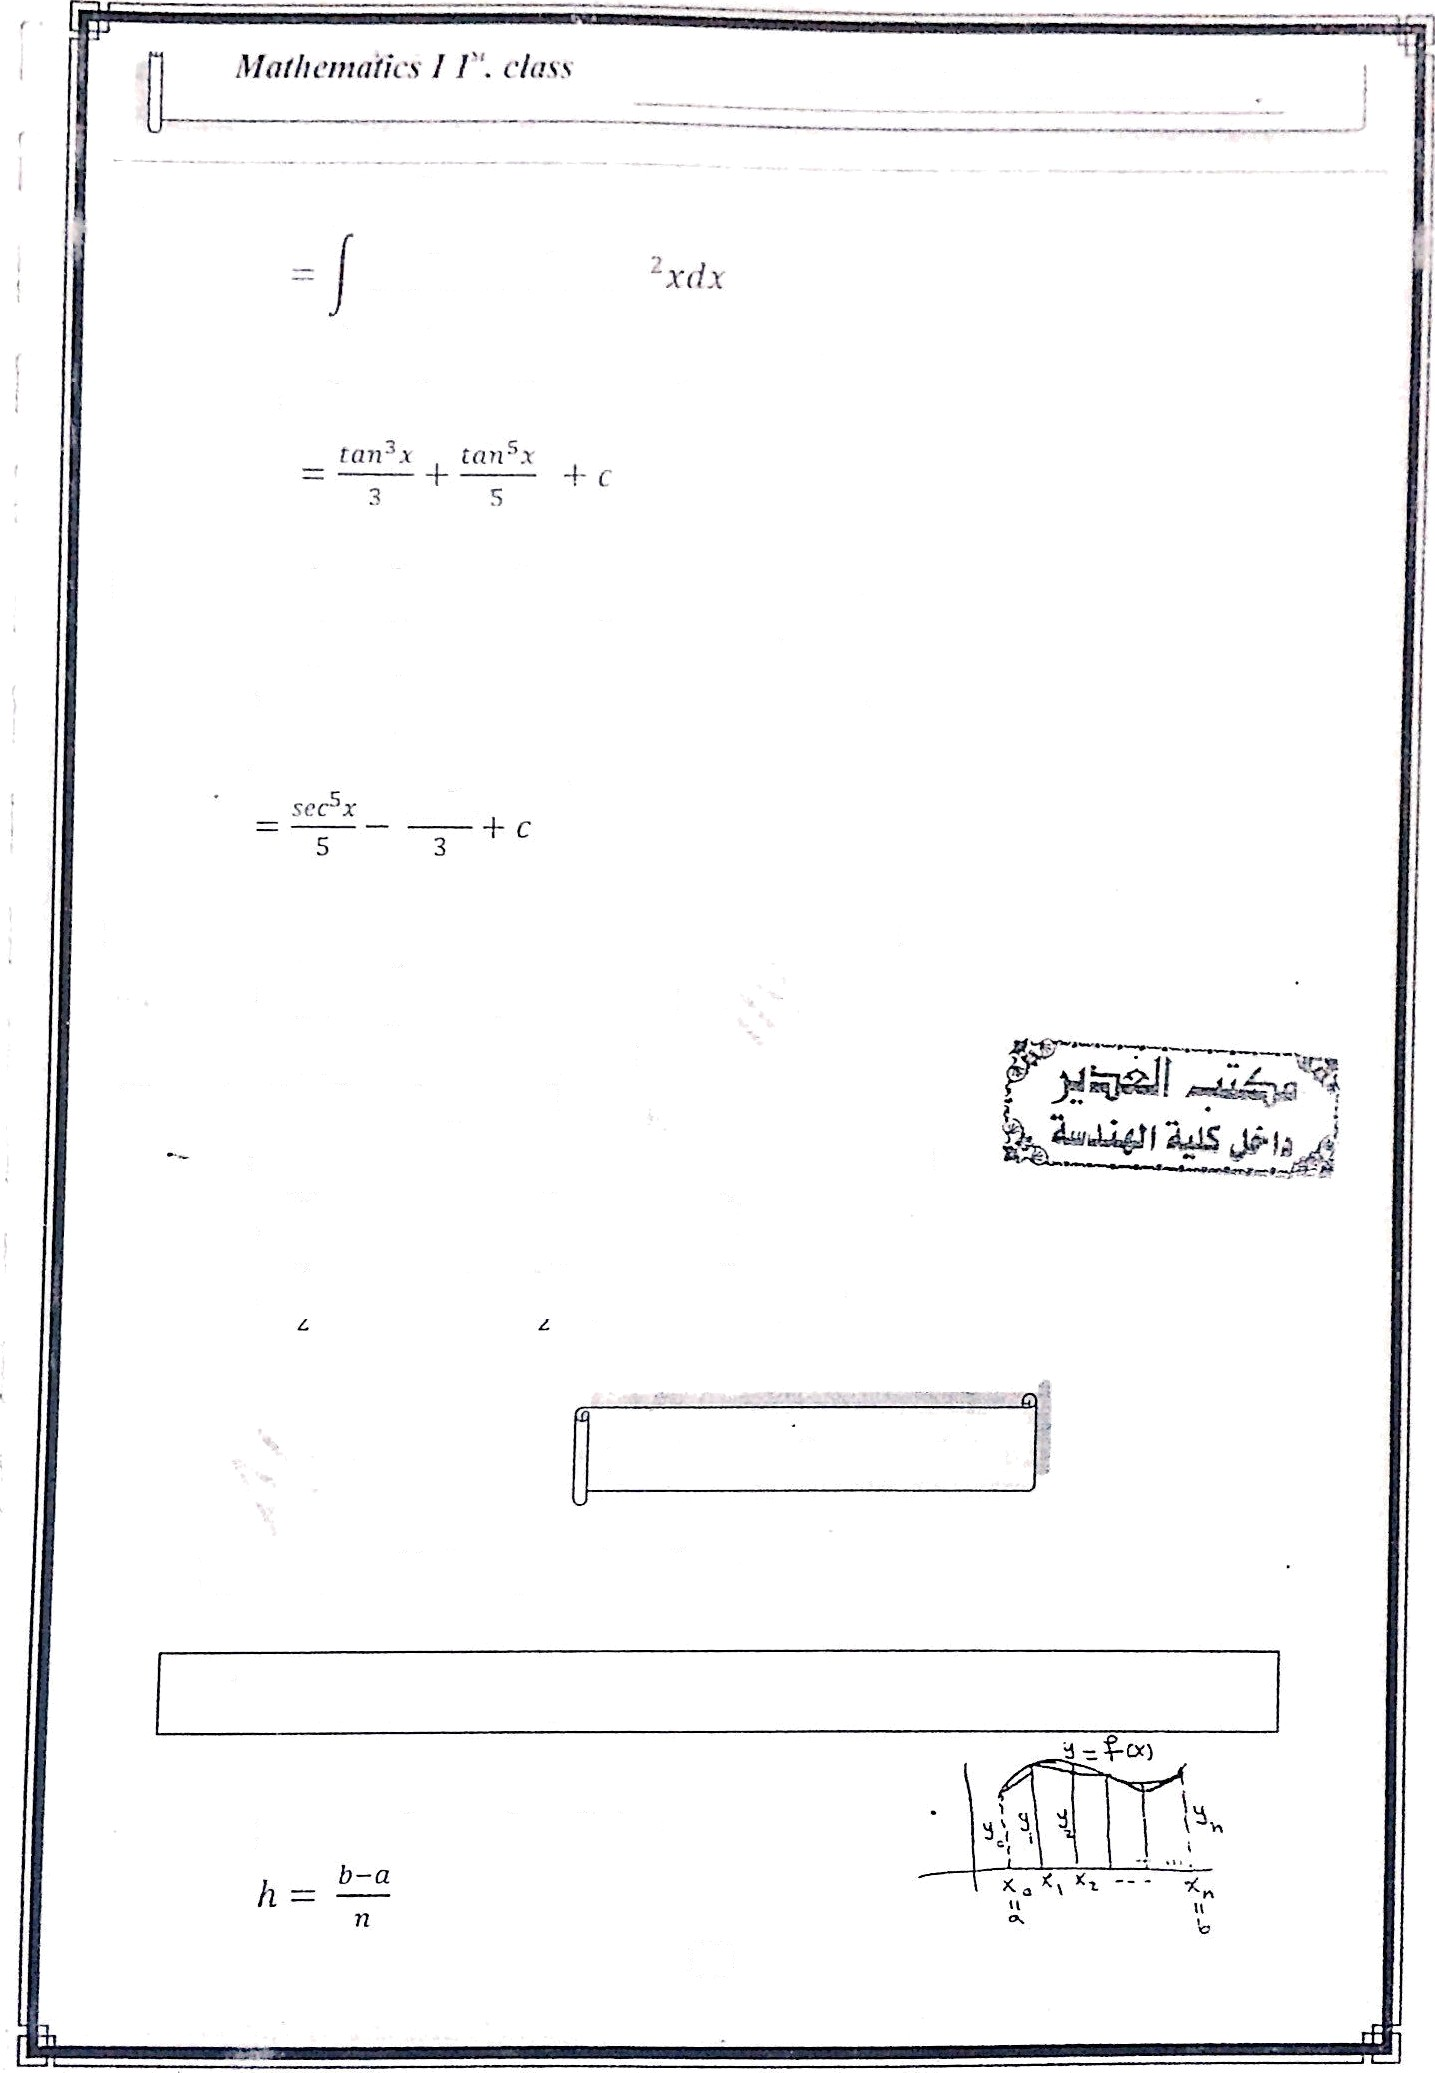 Mathematics I 1st. class
= ∫ ²xdx
= tan³x/3 + tan⁵x/5 + c
= sec⁵x/5 − /3 + c
مكتب الغدير
داخل كلية الهندسة
y = f(x)
y₀ y₁ y₂ yₙ
x₀ x₁ x₂ --- xₙ
= a = b
h = b−a/n